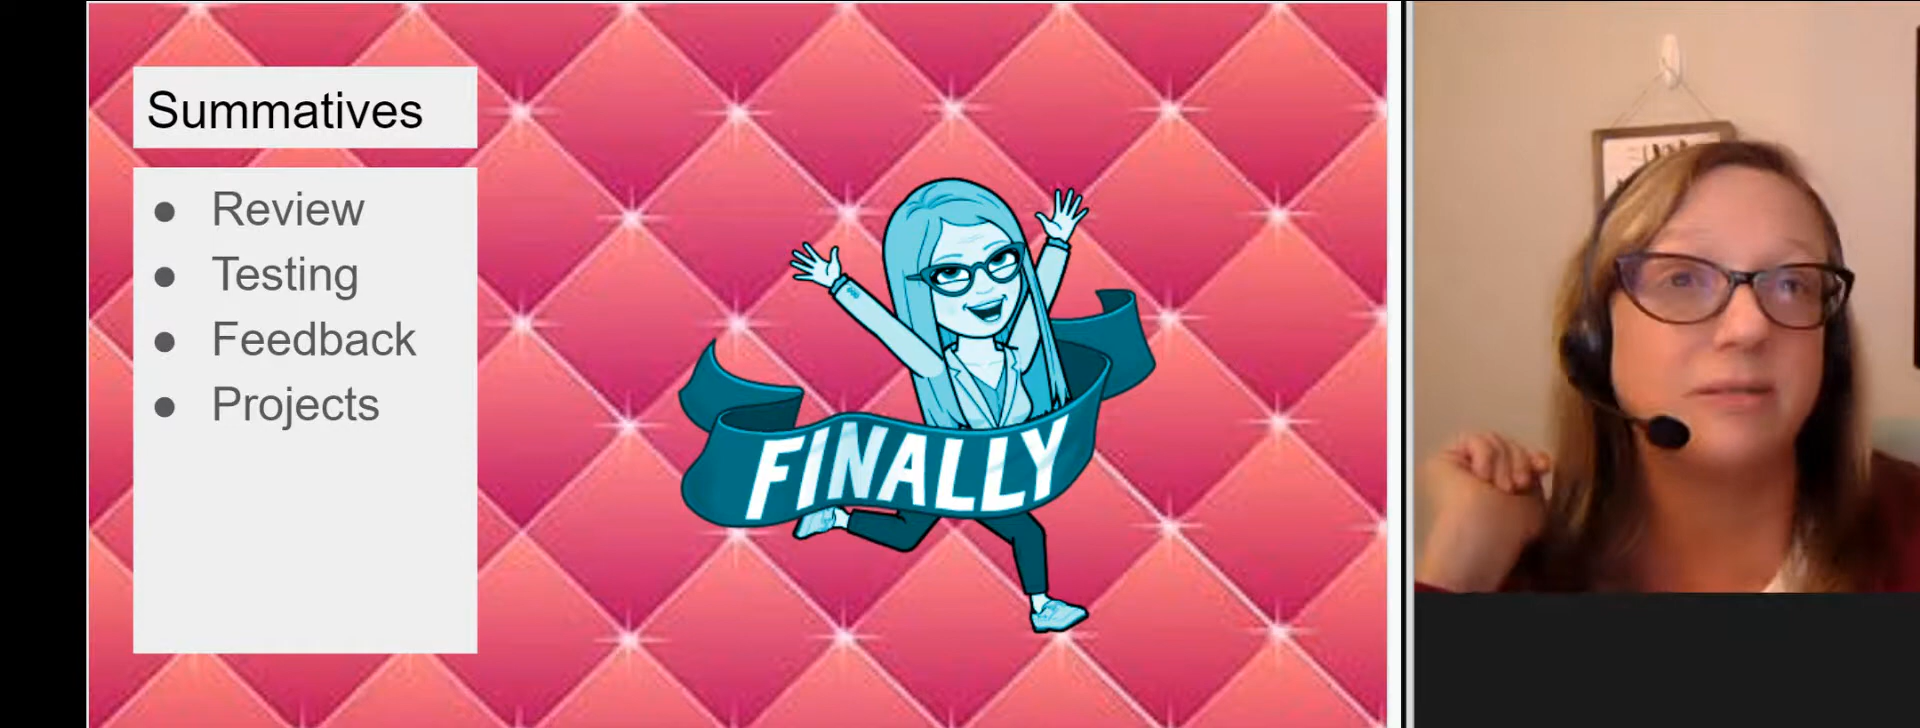 Summatives
Review
Testing
Feedback
Projects
FINALLY